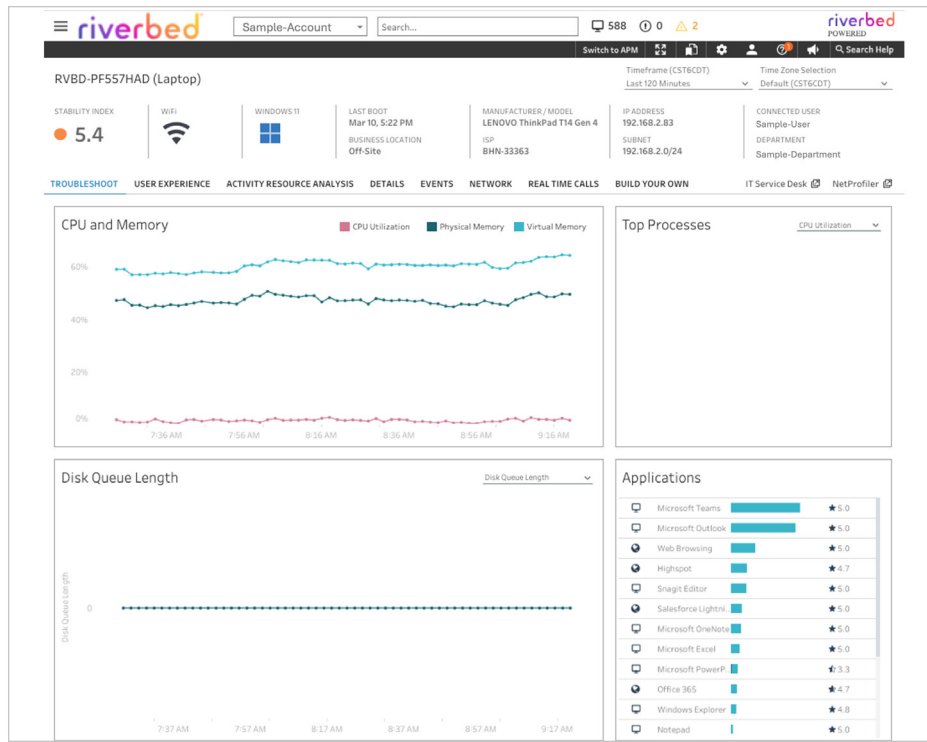 riverbed
Sample-Account
Search...
588
0
2
riverbed
POWERED
Switch to APM
Search Help
RVBD-PF557HAD (Laptop)
Timeframe (CST6CDT)
Last 120 Minutes
Time Zone Selection
Default (CST6CDT)
STABILITY INDEX
5.4
WiFi
WINDOWS 11
LAST BOOT
Mar 10, 5:22 PM
BUSINESS LOCATION
Off-Site
MANUFACTURER / MODEL
LENOVO ThinkPad T14 Gen 4
ISP
BHN-33363
IP ADDRESS
192.168.2.83
SUBNET
192.168.2.0/24
CONNECTED USER
Sample-User
DEPARTMENT
Sample-Department
TROUBLESHOOT USER EXPERIENCE ACTIVITY RESOURCE ANALYSIS DETAILS EVENTS NETWORK REAL TIME CALLS BUILD YOUR OWN IT Service Desk NetProfiler
CPU and Memory
CPU Utilization Physical Memory Virtual Memory
60%
40%
20%
0%
7:36 AM 7:56 AM 8:16 AM 8:36 AM 8:56 AM 9:16 AM
Top Processes
CPU Utilization
Disk Queue Length
Disk Queue Length
Disk Queue Length
0
7:37 AM 7:57 AM 8:17 AM 8:37 AM 8:57 AM 9:17 AM
Applications
Microsoft Teams 5.0
Microsoft Outlook 5.0
Web Browsing 5.0
Highspot 4.7
Snagit Editor 5.0
Salesforce Lightni.. 5.0
Microsoft OneNote 5.0
Microsoft Excel 5.0
Microsoft PowerP.. 3.3
Office 365 4.7
Windows Explorer 4.8
Notepad 5.0